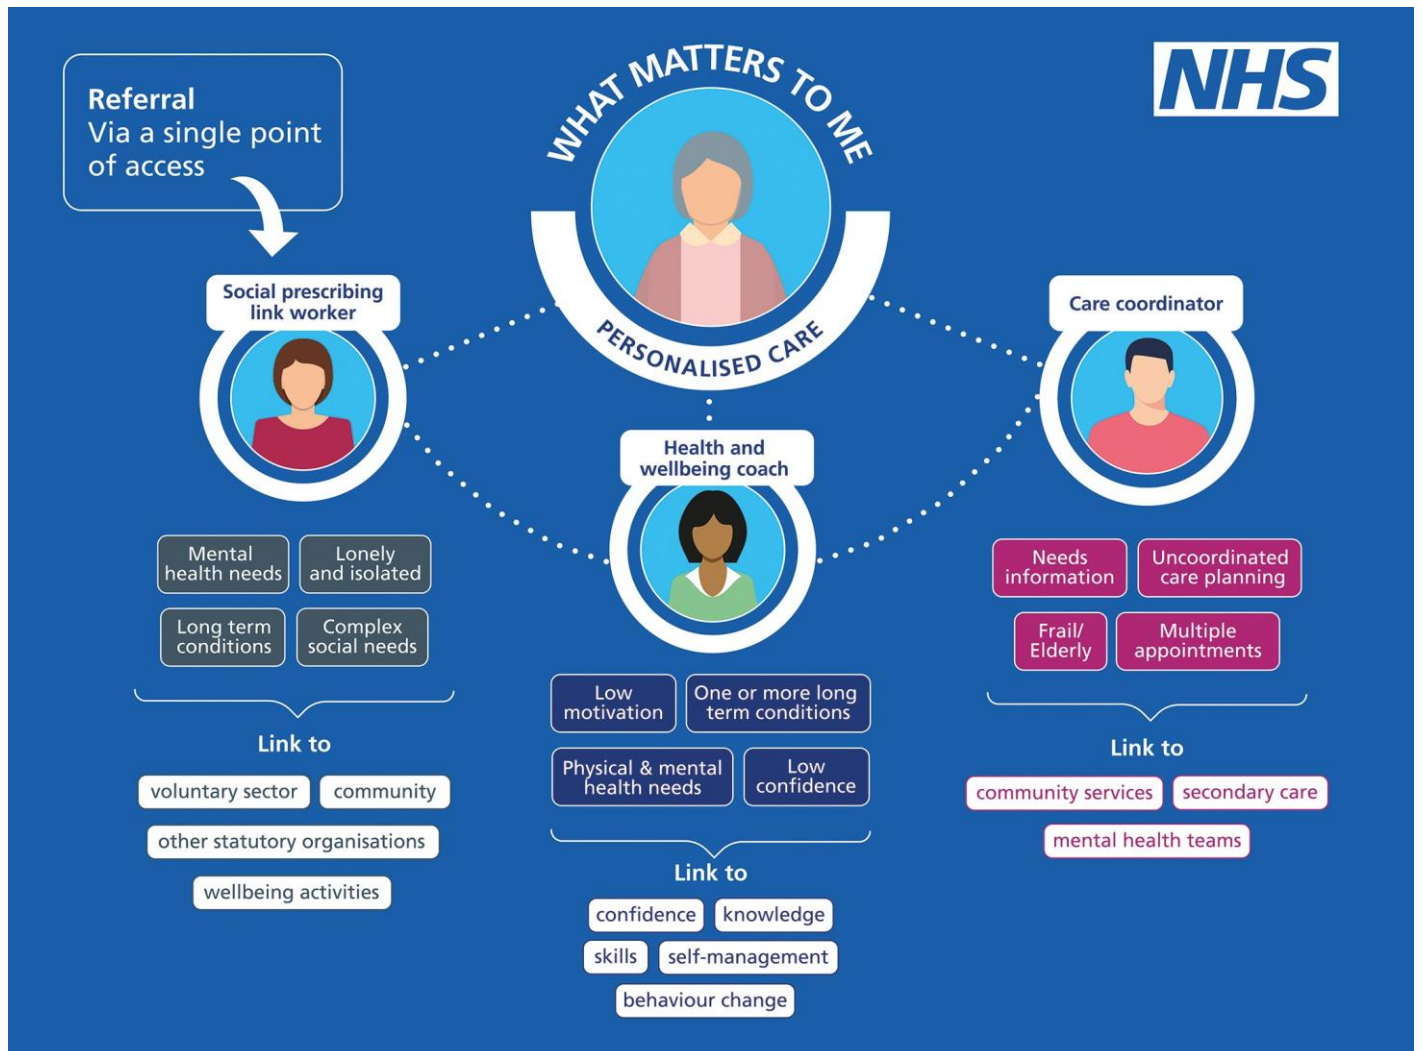 Referral
Via a single point
of access
WHAT MATTERS TO ME
PERSONALISED CARE
NHS
Social prescribing
link worker
Mental
health needs
Lonely
and isolated
Long term
conditions
Complex
social needs
Link to
voluntary sector
community
other statutory organisations
wellbeing activities
Health and
wellbeing coach
Low
motivation
One or more long
term conditions
Physical & mental
health needs
Low
confidence
Link to
confidence
knowledge
skills
self-management
behaviour change
Care coordinator
Needs
information
Uncoordinated
care planning
Frail/
Elderly
Multiple
appointments
Link to
community services
secondary care
mental health teams